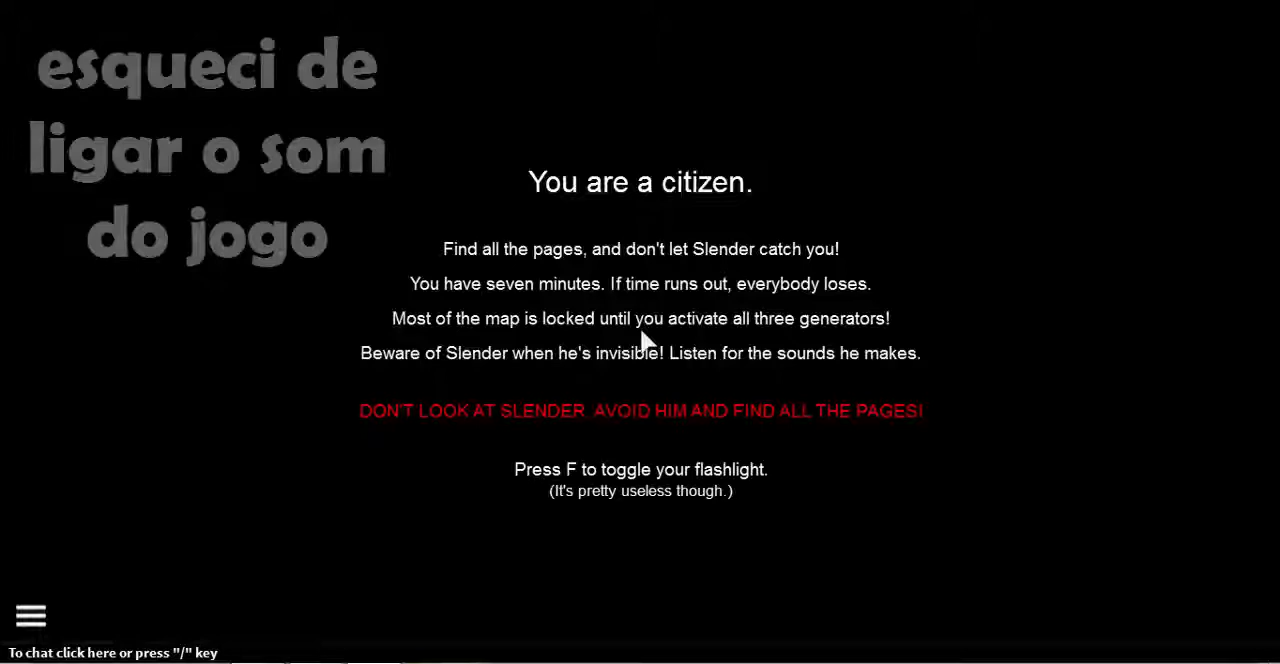 esqueci de
ligar o som
do jogo
You are a citizen.
Find all the pages, and don't let Slender catch you!
You have seven minutes. If time runs out, everybody loses.
Most of the map is locked until you activate all three generators!
Beware of Slender when he's invisible! Listen for the sounds he makes.
DON'T LOOK AT SLENDER. AVOID HIM AND FIND ALL THE PAGES!
Press F to toggle your flashlight.
(It's pretty useless though.)
To chat click here or press "/" key